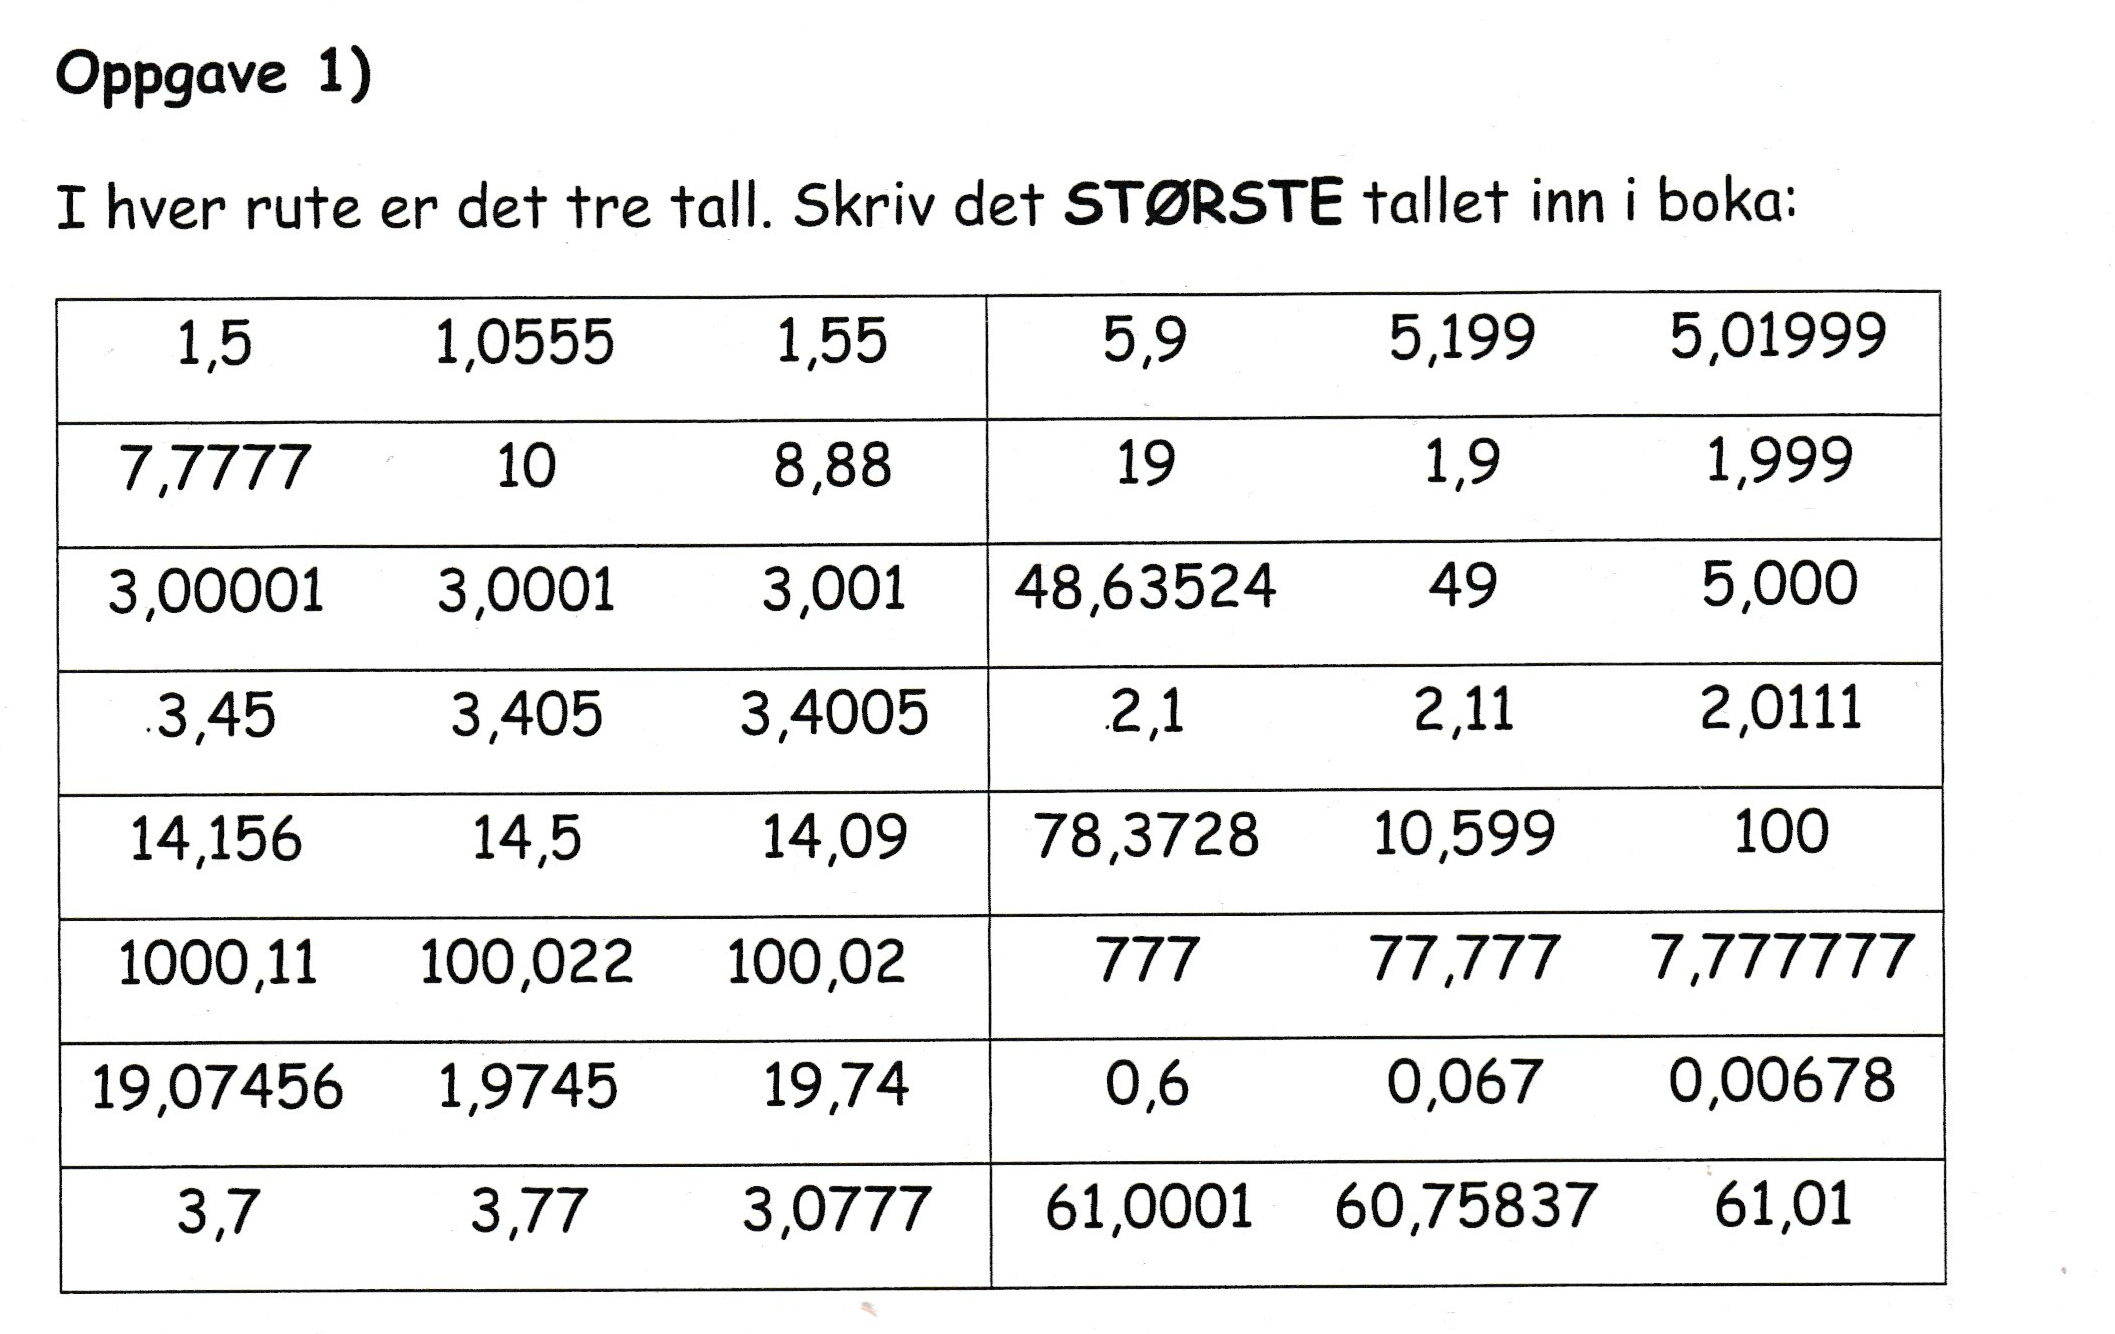 Oppgave 1)
I hver rute er det tre tall. Skriv det STØRSTE tallet inn i boka:
1,5 1,0555 1,55 5,9 5,199 5,01999
7,7777 10 8,88 19 1,9 1,999
3,00001 3,0001 3,001 48,63524 49 5,000
3,45 3,405 3,4005 2,1 2,11 2,0111
14,156 14,5 14,09 78,3728 10,599 100
1000,11 100,022 100,02 777 77,777 7,777777
19,07456 1,9745 19,74 0,6 0,067 0,00678
3,7 3,77 3,0777 61,0001 60,75837 61,01